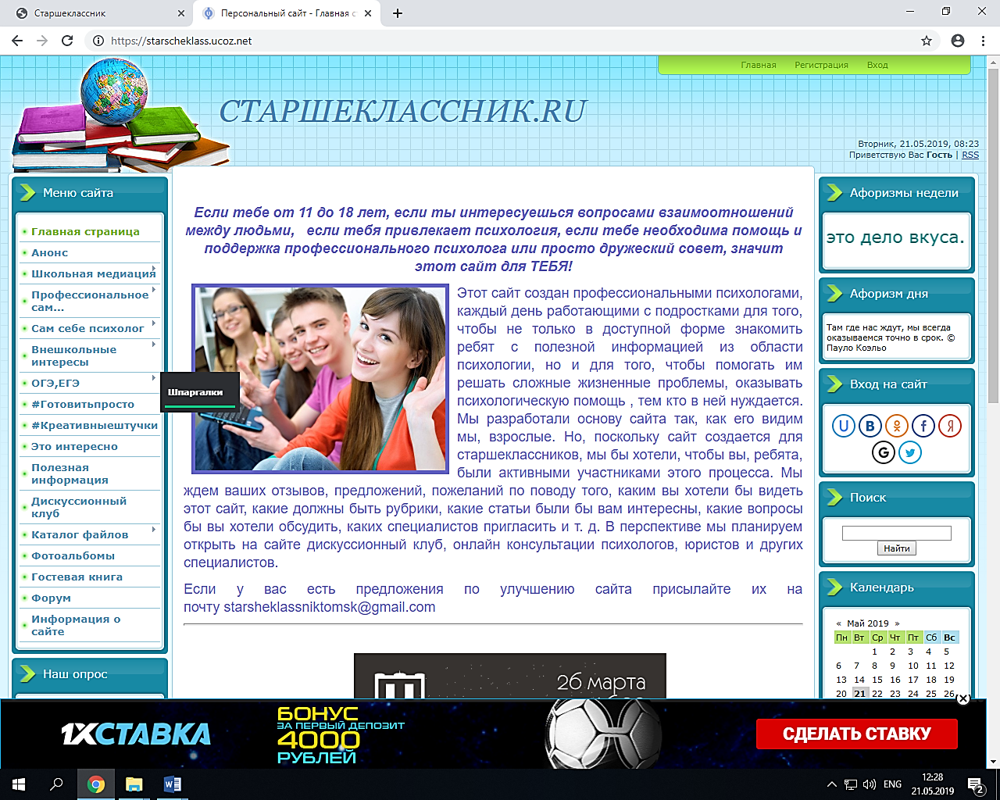 Старшеклассник
Персональный сайт - Главная с
https://starscheklass.ucoz.net
Главная Регистрация Вход
СТАРШЕКЛАССНИК.RU
Вторник, 21.05.2019, 08:23
Приветствую Вас Гость | RSS
Меню сайта
Главная страница
Анонс
Школьная медиация
Профессиональное
сам...
Сам себе психолог
Внешкольные
интересы
ОГЭ,ЕГЭ
Шпаргалки
#Готовитьпросто
#Креативныештучки
Это интересно
Полезная
информация
Дискуссионный
клуб
Каталог файлов
Фотоальбомы
Гостевая книга
Форум
Информация о
сайте
Наш опрос
Если тебе от 11 до 18 лет, если ты интересуешься вопросами взаимоотношений
между людьми, если тебя привлекает психология, если тебе необходима помощь и
поддержка профессионального психолога или просто дружеский совет, значит
этот сайт для ТЕБЯ!
Этот сайт создан профессиональными психологами,
каждый день работающими с подростками для того,
чтобы не только в доступной форме знакомить
ребят с полезной информацией из области
психологии, но и для того, чтобы помогать им
решать сложные жизненные проблемы, оказывать
психологическую помощь , тем кто в ней нуждается.
Мы разработали основу сайта так, как его видим
мы, взрослые. Но, поскольку сайт создается для
старшеклассников, мы бы хотели, чтобы вы, ребята,
были активными участниками этого процесса. Мы
ждем ваших отзывов, предложений, пожеланий по поводу того, каким вы хотели бы видеть
этот сайт, какие должны быть рубрики, какие статьи были бы вам интересны, какие вопросы
бы вы хотели обсудить, каких специалистов пригласить и т. д. В перспективе мы планируем
открыть на сайте дискуссионный клуб, онлайн консультации психологов, юристов и других
специалистов.
Если у вас есть предложения по улучшению сайта присылайте их на
почту starsheklassniktomsk@gmail.com
26 марта
Афоризмы недели
это дело вкуса.
Афоризм дня
Там где нас ждут, мы всегда
оказываемся точно в срок. ©
Пауло Коэльо
Вход на сайт
Поиск
Найти
Календарь
« Май 2019 »
Пн Вт Ср Чт Пт Сб Вс
1 2 3 4 5
6 7 8 9 10 11 12
13 14 15 16 17 18 19
20 21 22 23 24 25 26
1XСТАВКА
БОНУС
ЗА ПЕРВЫЙ ДЕПОЗИТ
4000
РУБЛЕЙ
СДЕЛАТЬ СТАВКУ
ENG
12:28
21.05.2019
2